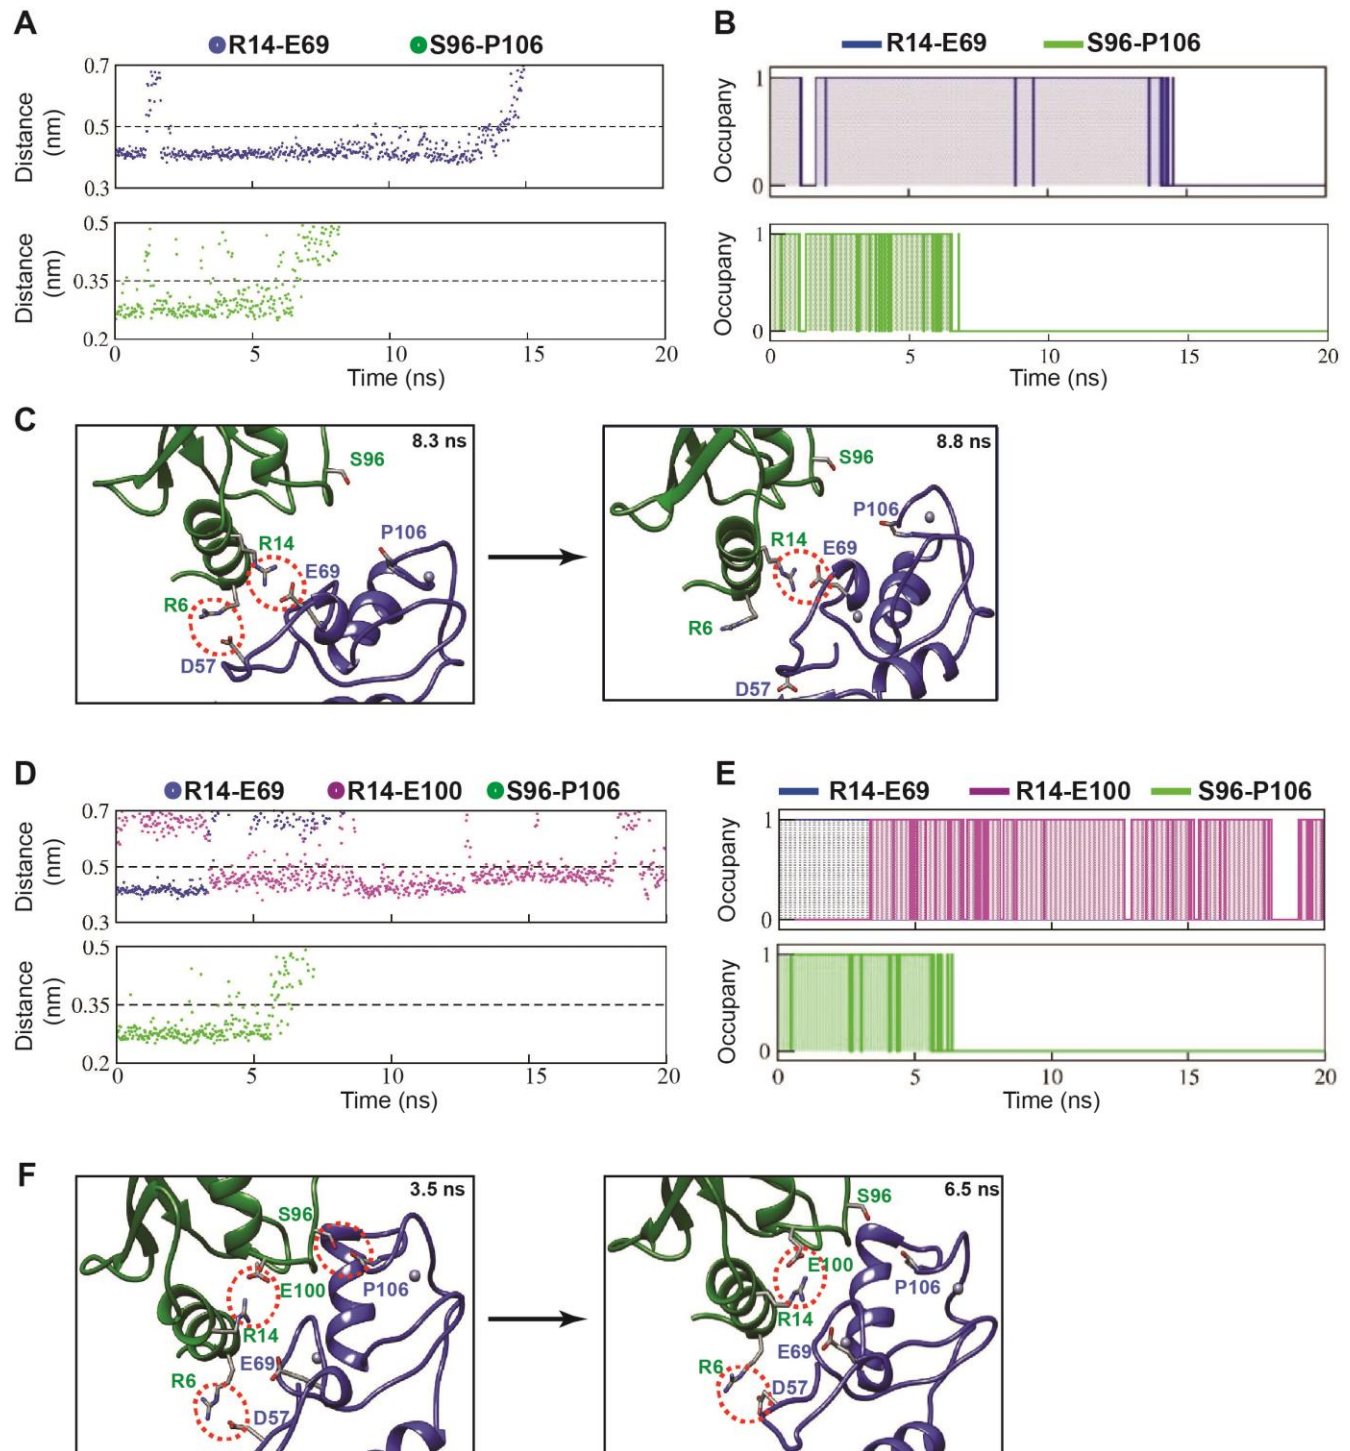 A
B
R14-E69 S96-P106
R14-E69 S96-P106
0.7
Distance
(nm)
0.5
0.3
0.5
Distance
(nm)
0.35
0.2
0 5 10 15 20
Time (ns)
1
Occupany
0
1
Occupany
0
0 5 10 15 20
Time (ns)
C
8.3 ns
S96
P106
R14
E69
R6
D57
8.8 ns
S96
P106
R14
E69
R6
D57
D
E
R14-E69 R14-E100 S96-P106
R14-E69 R14-E100 S96-P106
0.7
Distance
(nm)
0.5
0.3
0.5
Distance
(nm)
0.35
0.2
0 5 10 15 20
Time (ns)
1
Occupany
0
1
Occupany
0
0 5 10 15 20
Time (ns)
F
3.5 ns
S96
E100
P106
R14
E69
R6
D57
6.5 ns
S96
E100
P106
R14
E69
R6
D57